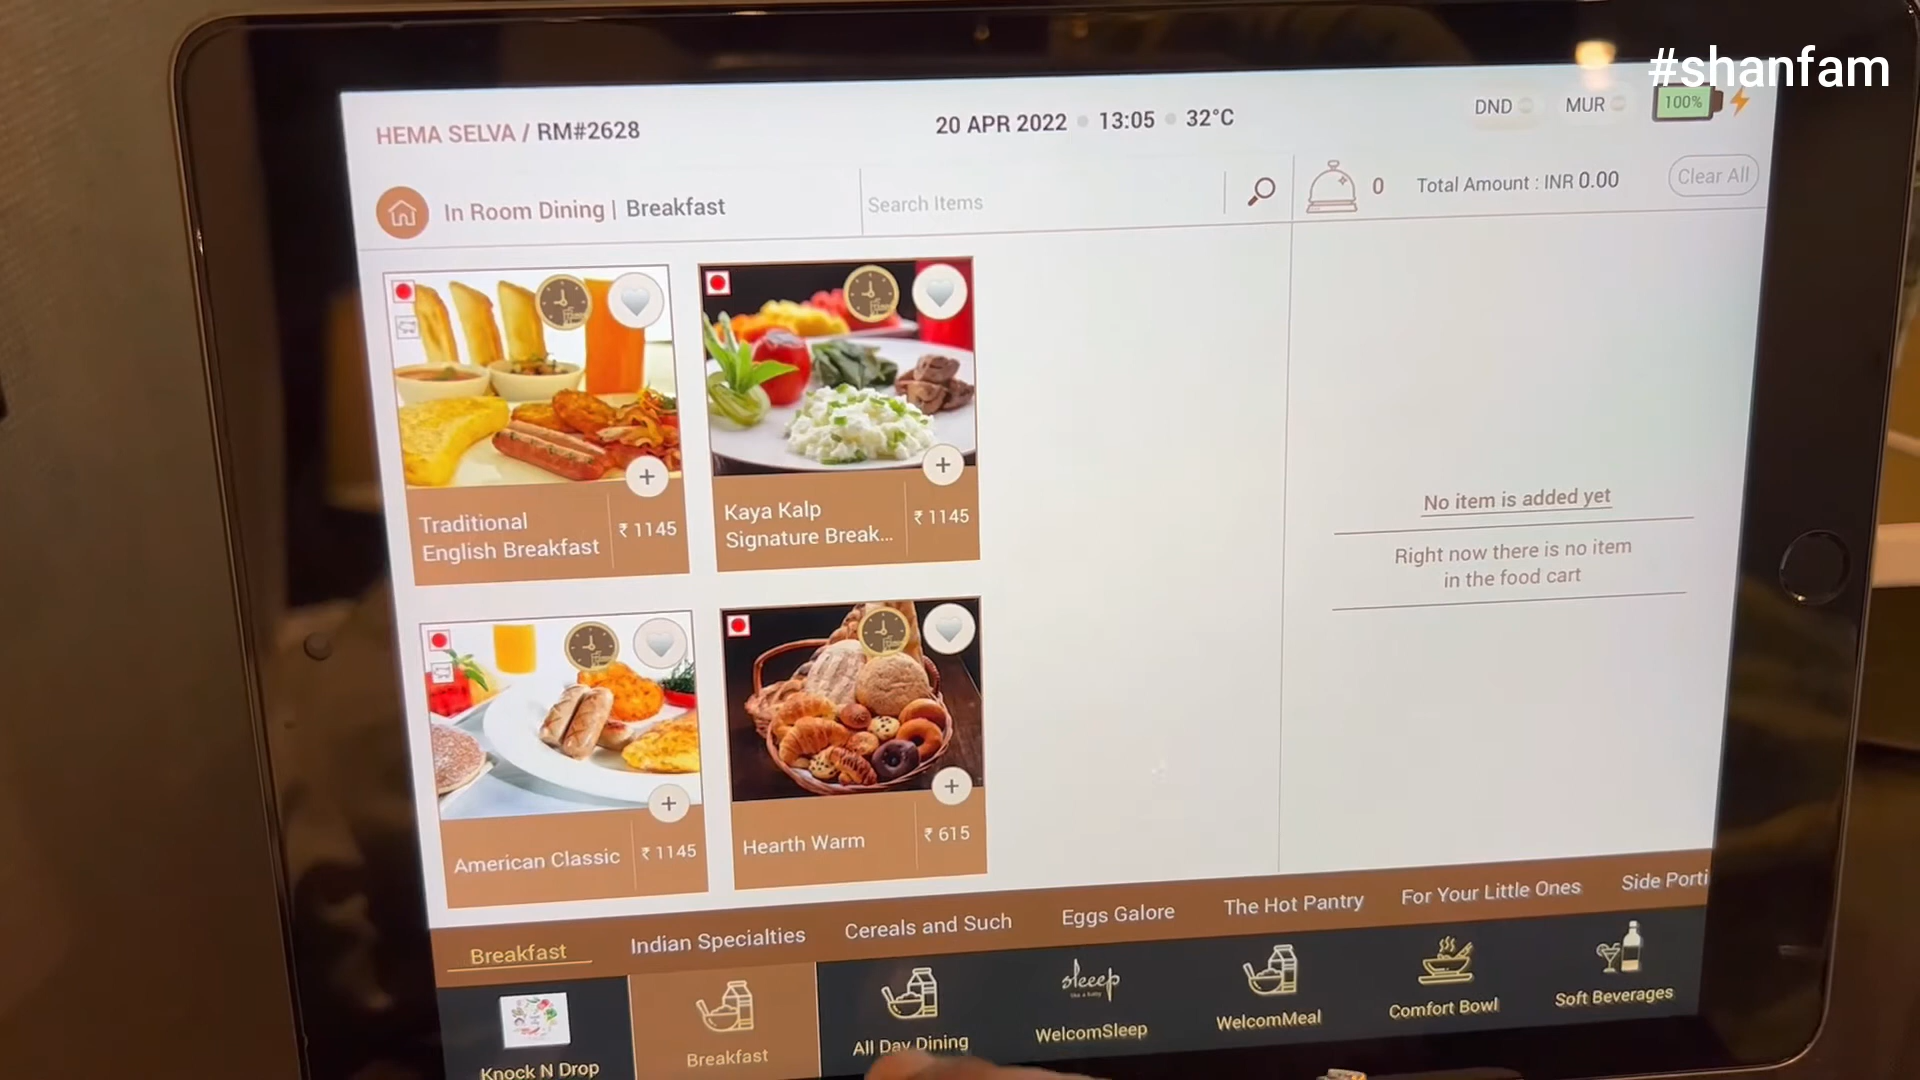 #shanfam
HEMA SELVA / RM#2628
20 APR 2022 13:05 32°C
DND
MUR
100%
In Room Dining | Breakfast
Search Items
0
Total Amount : INR 0.00
Clear All
Traditional
English Breakfast
₹ 1145
Kaya Kalp
Signature Break...
₹ 1145
American Classic
₹ 1145
Hearth Warm
₹ 615
No item is added yet
Right now there is no item
in the food cart
Breakfast
Indian Specialties
Cereals and Such
Eggs Galore
The Hot Pantry
For Your Little Ones
Side Porti
Knock N Drop
Breakfast
All Day Dining
sleeep
WelcomSleep
WelcomMeal
Comfort Bowl
Soft Beverages